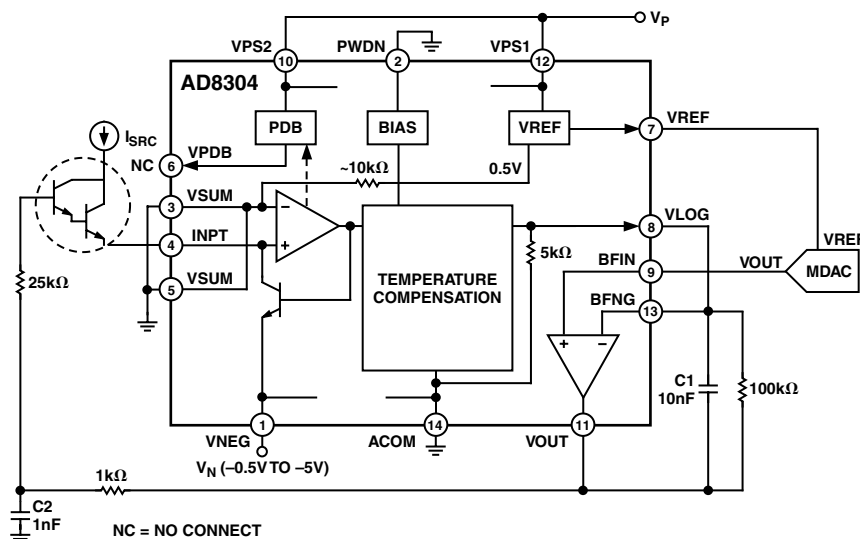 V_P
VPS2
PWDN
VPS1
10
2
12
AD8304
PDB
BIAS
VREF
7
VREF
I_SRC
NC
6
VPDB
~10kΩ
0.5V
3
VSUM
–
4
INPT
+
5
VSUM
25kΩ
TEMPERATURE
COMPENSATION
5kΩ
8
VLOG
BFIN
9
VOUT
VREF
MDAC
BFNG
13
+
–
C1
10nF
100kΩ
1
14
11
VNEG
ACOM
VOUT
V_N (–0.5V TO –5V)
1kΩ
C2
1nF
NC = NO CONNECT